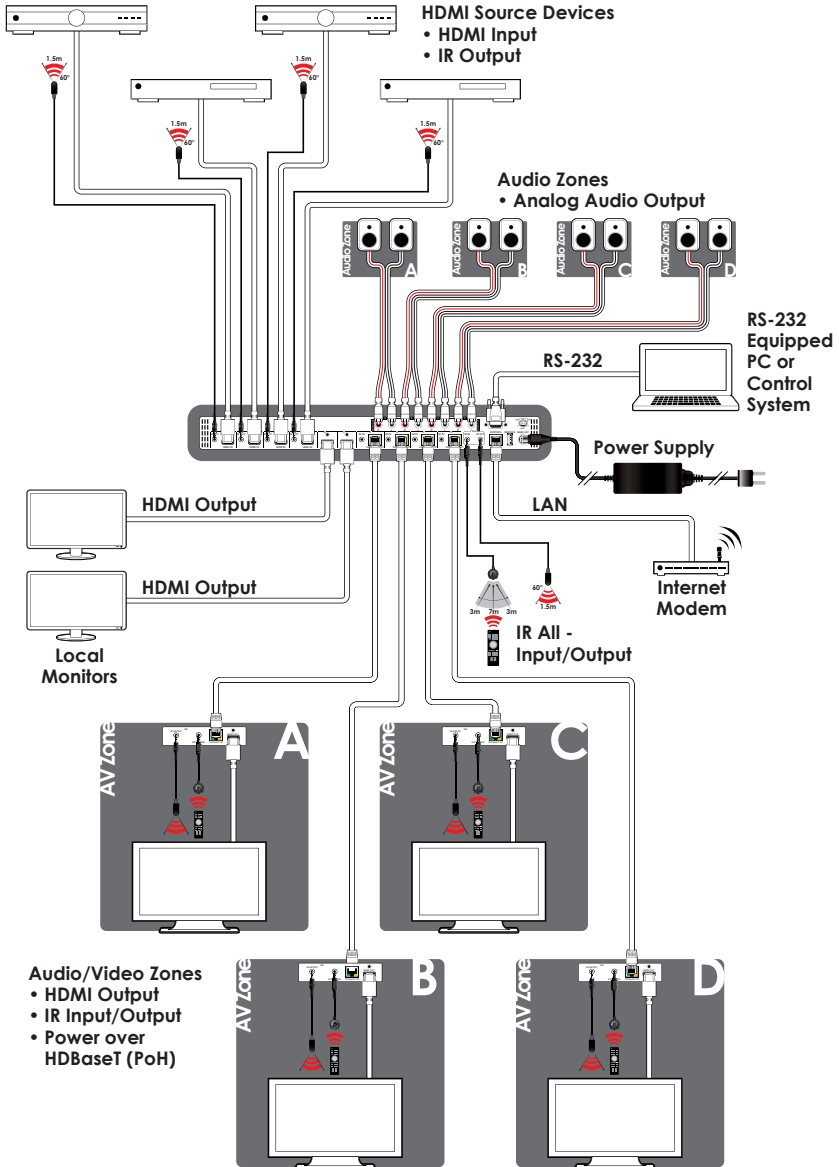 HDMI Source Devices
• HDMI Input
• IR Output
1.5m
60°
1.5m
60°
1.5m
60°
1.5m
60°
Audio Zones
• Analog Audio Output
Audio Zone
A
Audio Zone
B
Audio Zone
C
Audio Zone
D
RS-232
RS-232
Equipped
PC or
Control
System
Power Supply
HDMI Output
LAN
HDMI Output
Local
Monitors
3m 7m 3m
60°
1.5m
IR All -
Input/Output
Internet
Modem
AV Zone
A
AV Zone
C
Audio/Video Zones
• HDMI Output
• IR Input/Output
• Power over
HDBaseT (PoH)
AV Zone
B
AV Zone
D